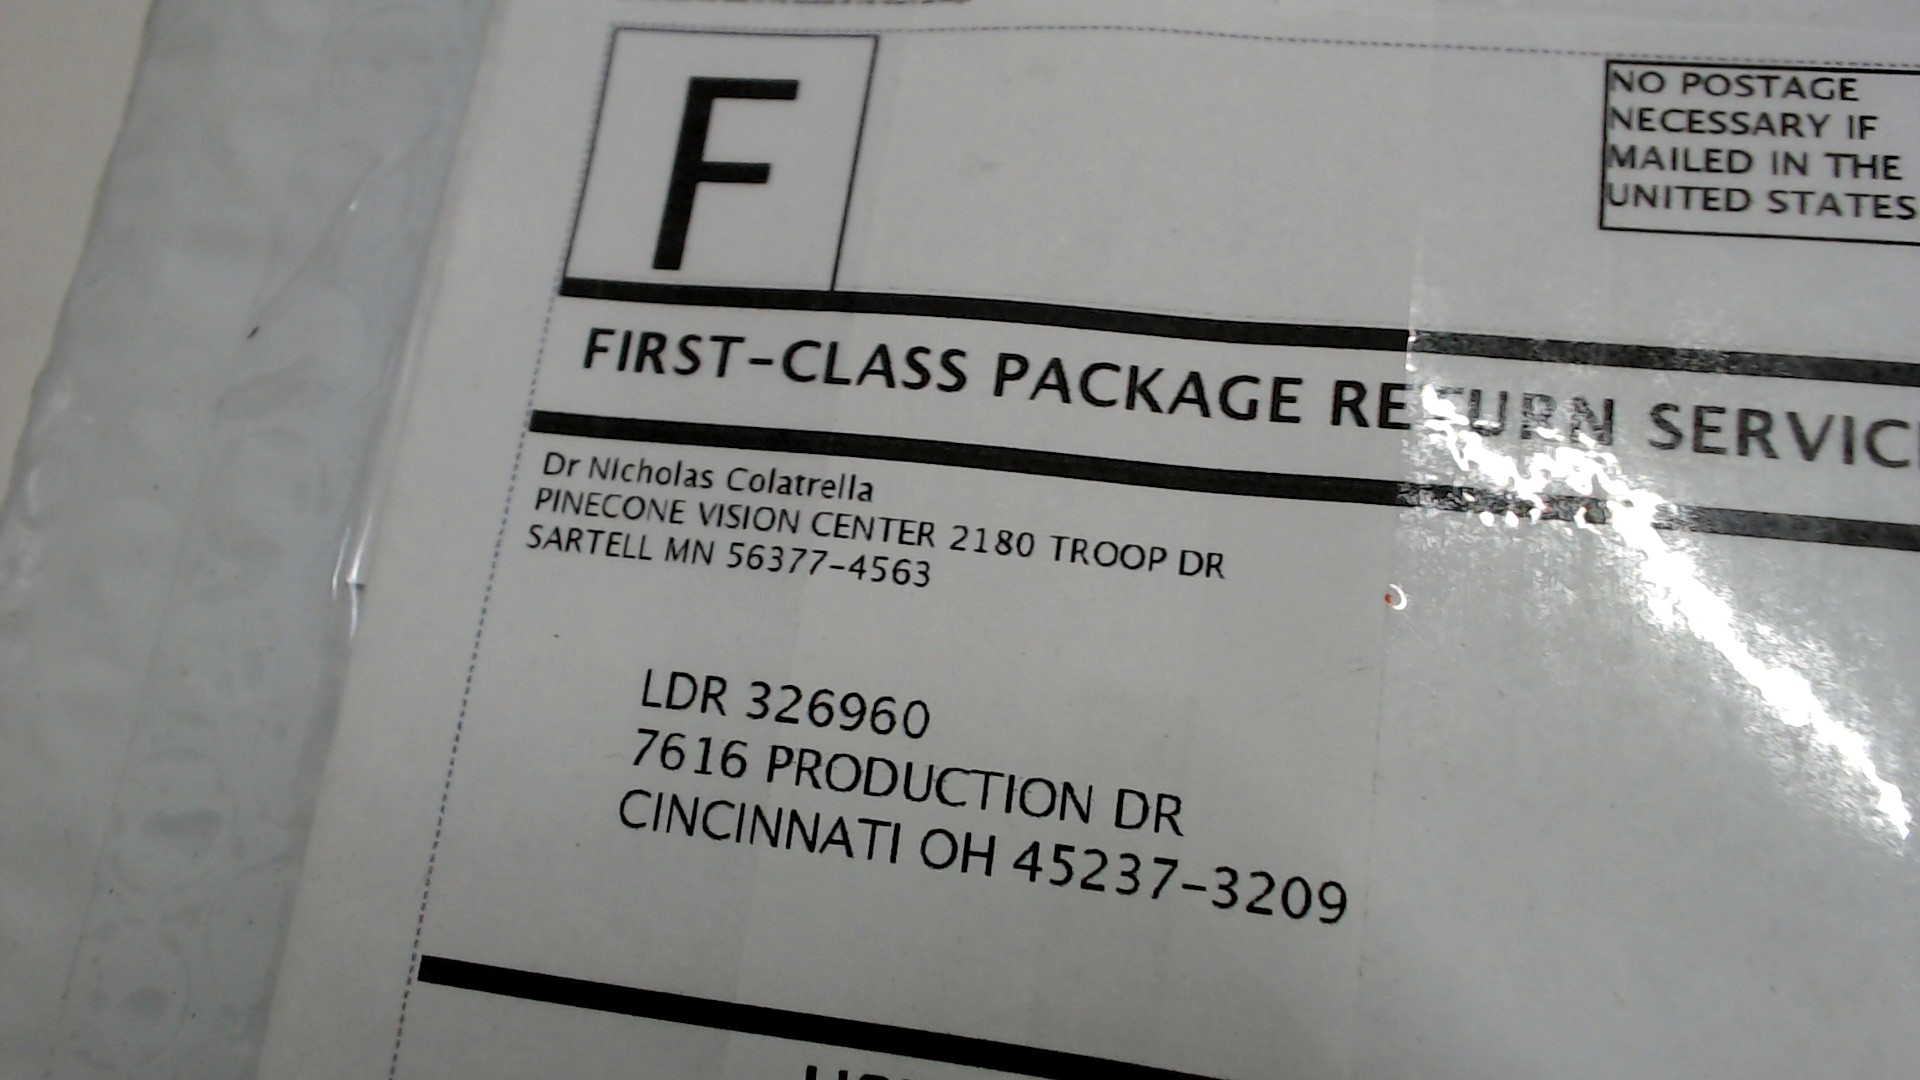 F
NO POSTAGE
NECESSARY IF
MAILED IN THE
UNITED STATES
FIRST-CLASS PACKAGE RETURN SERVIC
Dr Nicholas Colatrella
PINECONE VISION CENTER 2180 TROOP DR
SARTELL MN 56377-4563
LDR 326960
7616 PRODUCTION DR
CINCINNATI OH 45237-3209